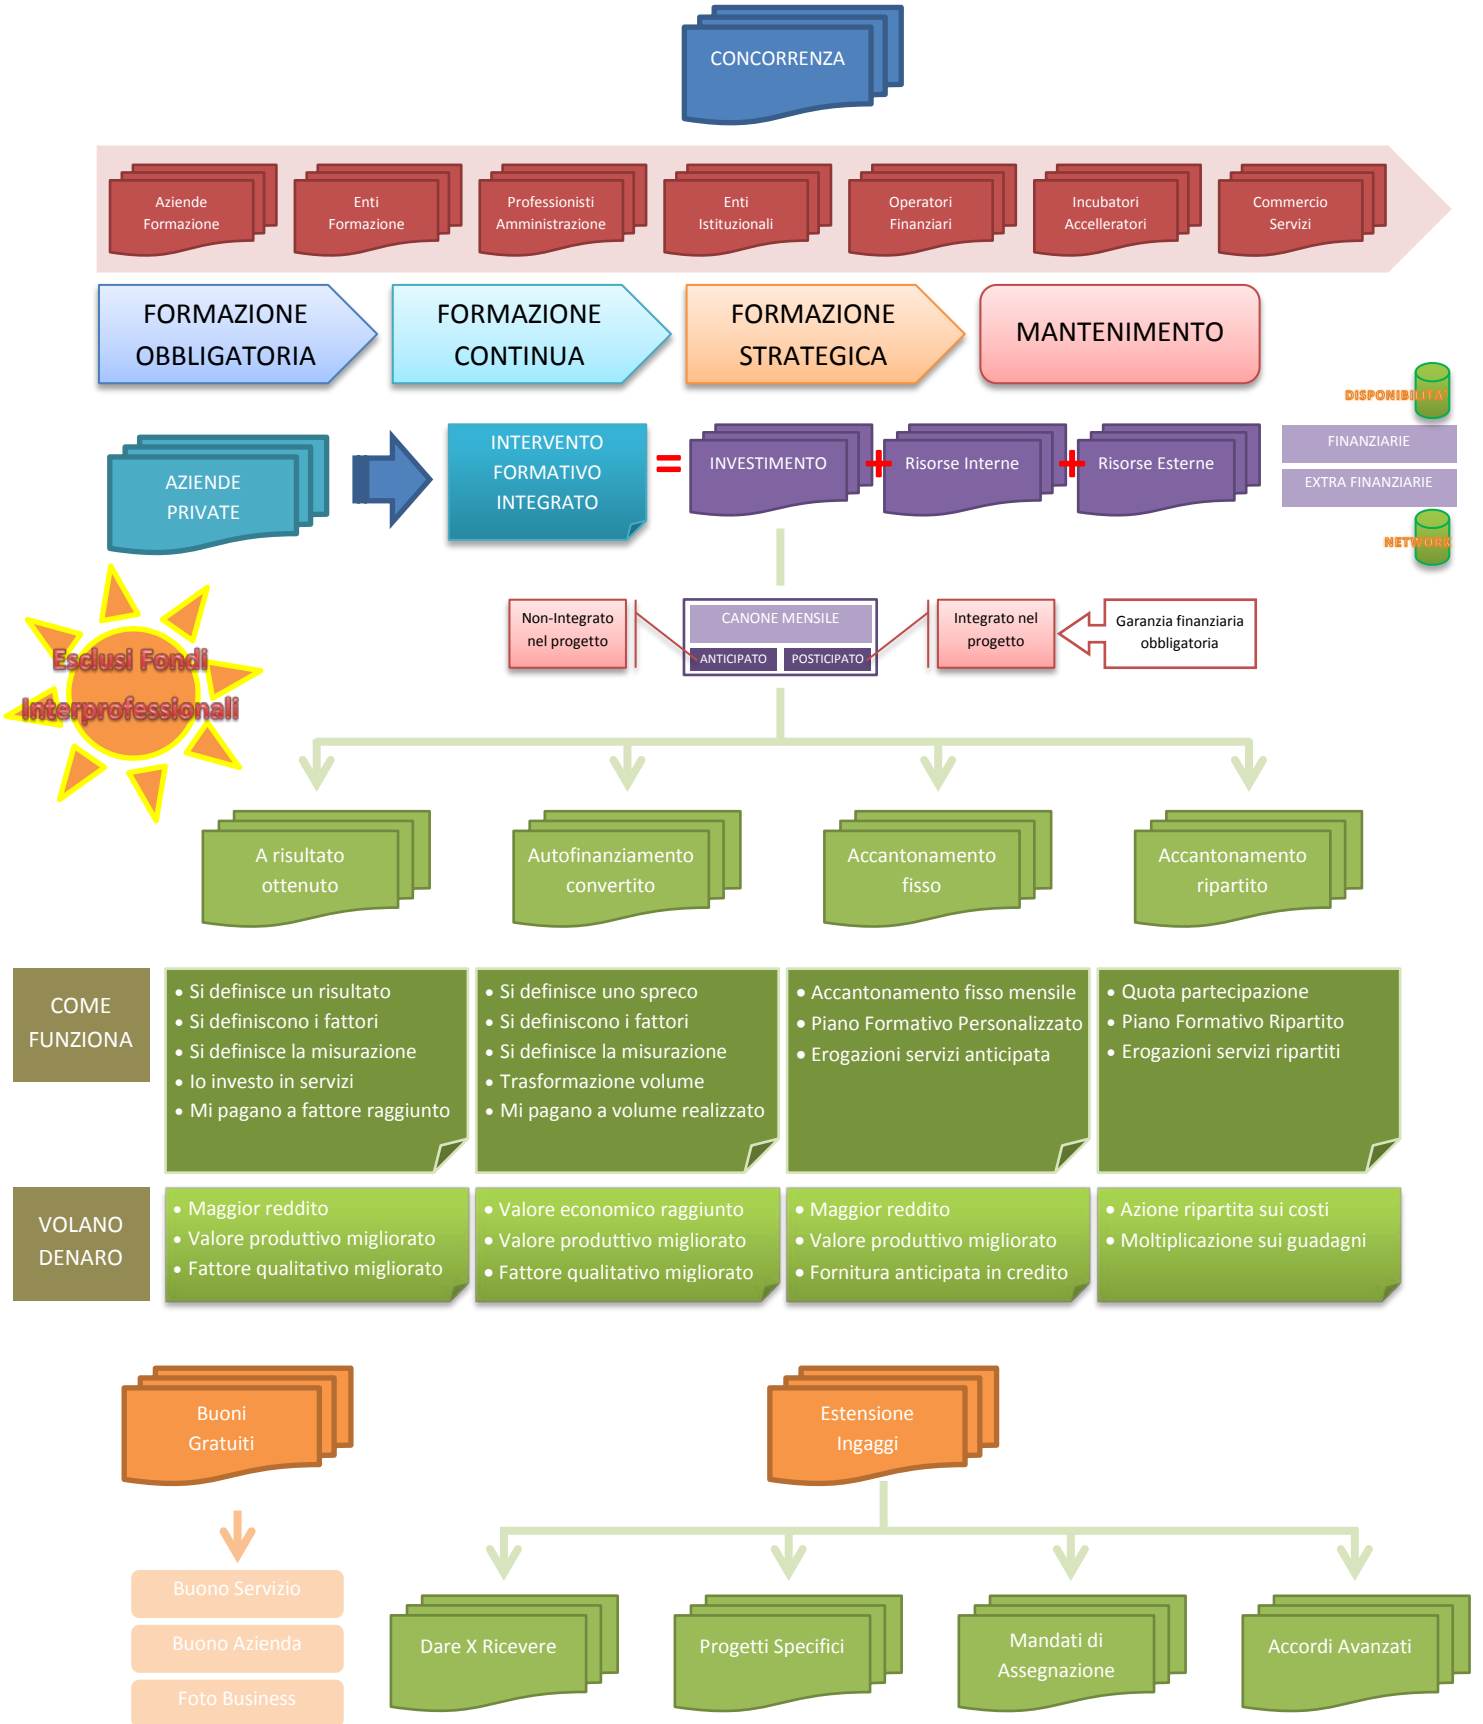 CONCORRENZA
Aziende
Formazione
Enti
Formazione
Professionisti
Amministrazione
Enti
Istituzionali
Operatori
Finanziari
Incubatori
Accelleratori
Commercio
Servizi
FORMAZIONE
OBBLIGATORIA
FORMAZIONE
CONTINUA
FORMAZIONE
STRATEGICA
MANTENIMENTO
DISPONIBILITA'
AZIENDE
PRIVATE
INTERVENTO
FORMATIVO
INTEGRATO
=
INVESTIMENTO
+
Risorse Interne
+
Risorse Esterne
FINANZIARIE
EXTRA FINANZIARIE
NETWORK
Esclusi Fondi
Interprofessionali
Non-Integrato
nel progetto
CANONE MENSILE
ANTICIPATO
POSTICIPATO
Integrato nel
progetto
Garanzia finanziaria
obbligatoria
A risultato
ottenuto
Autofinanziamento
convertito
Accantonamento
fisso
Accantonamento
ripartito
COME
FUNZIONA
• Si definisce un risultato
• Si definiscono i fattori
• Si definisce la misurazione
• Io investo in servizi
• Mi pagano a fattore raggiunto
• Si definisce uno spreco
• Si definiscono i fattori
• Si definisce la misurazione
• Trasformazione volume
• Mi pagano a volume realizzato
• Accantonamento fisso mensile
• Piano Formativo Personalizzato
• Erogazioni servizi anticipata
• Quota partecipazione
• Piano Formativo Ripartito
• Erogazioni servizi ripartiti
VOLANO
DENARO
• Maggior reddito
• Valore produttivo migliorato
• Fattore qualitativo migliorato
• Valore economico raggiunto
• Valore produttivo migliorato
• Fattore qualitativo migliorato
• Maggior reddito
• Valore produttivo migliorato
• Fornitura anticipata in credito
• Azione ripartita sui costi
• Moltiplicazione sui guadagni
Buoni
Gratuiti
Estensione
Ingaggi
Buono Servizio
Buono Azienda
Foto Business
Dare X Ricevere
Progetti Specifici
Mandati di
Assegnazione
Accordi Avanzati